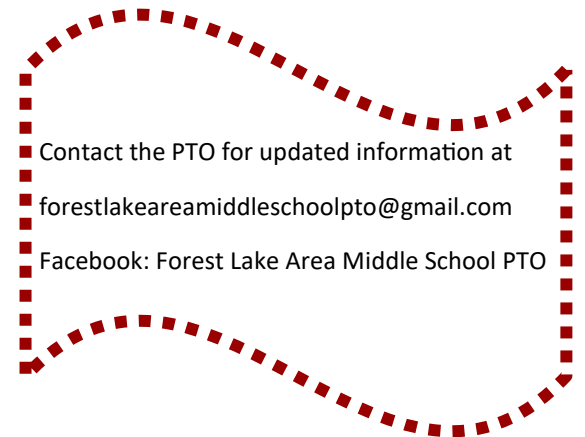 Contact the PTO for updated information at
forestlakeareamiddleschoolpto@gmail.com
Facebook: Forest Lake Area Middle School PTO